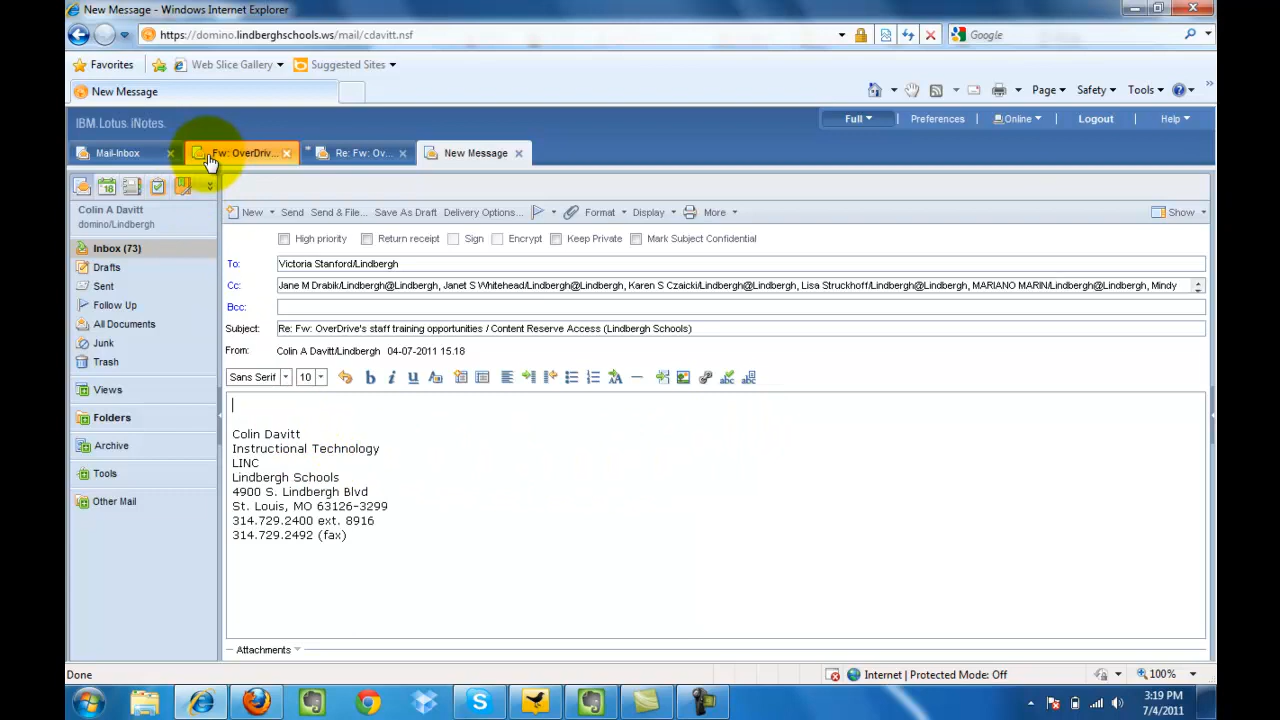 New Message - Windows Internet Explorer
https://domino.lindberghschools.ws/mail/cdavitt.nsf
Google
Favorites Web Slice Gallery Suggested Sites
New Message
Page Safety Tools
IBM.Lotus.iNotes.
Full Preferences Online Logout Help
Mail-Inbox Fw: OverDriv... Re: Fw: Ov... New Message
18
Colin A Davitt
domino/Lindbergh
Inbox (73)
Drafts
Sent
Follow Up
All Documents
Junk
Trash
Views
Folders
Archive
Tools
Other Mail
New Send Send & File... Save As Draft Delivery Options... Format Display More Show
High priority Return receipt Sign Encrypt Keep Private Mark Subject Confidential
To: Victoria Stanford/Lindbergh
Cc: Jane M Drabik/Lindbergh@Lindbergh, Janet S Whitehead/Lindbergh@Lindbergh, Karen S Czaicki/Lindbergh@Lindbergh, Lisa Struckhoff/Lindbergh@Lindbergh, MARIANO MARIN/Lindbergh@Lindbergh, Mindy
Bcc:
Subject: Re: Fw: OverDrive's staff training opportunities / Content Reserve Access (Lindbergh Schools)
From: Colin A Davitt/Lindbergh 04-07-2011 15.18
Sans Serif 10 b i u
Colin Davitt
Instructional Technology
LINC
Lindbergh Schools
4900 S. Lindbergh Blvd
St. Louis, MO 63126-3299
314.729.2400 ext. 8916
314.729.2492 (fax)
Attachments
Done Internet | Protected Mode: Off 100%
3:19 PM
7/4/2011